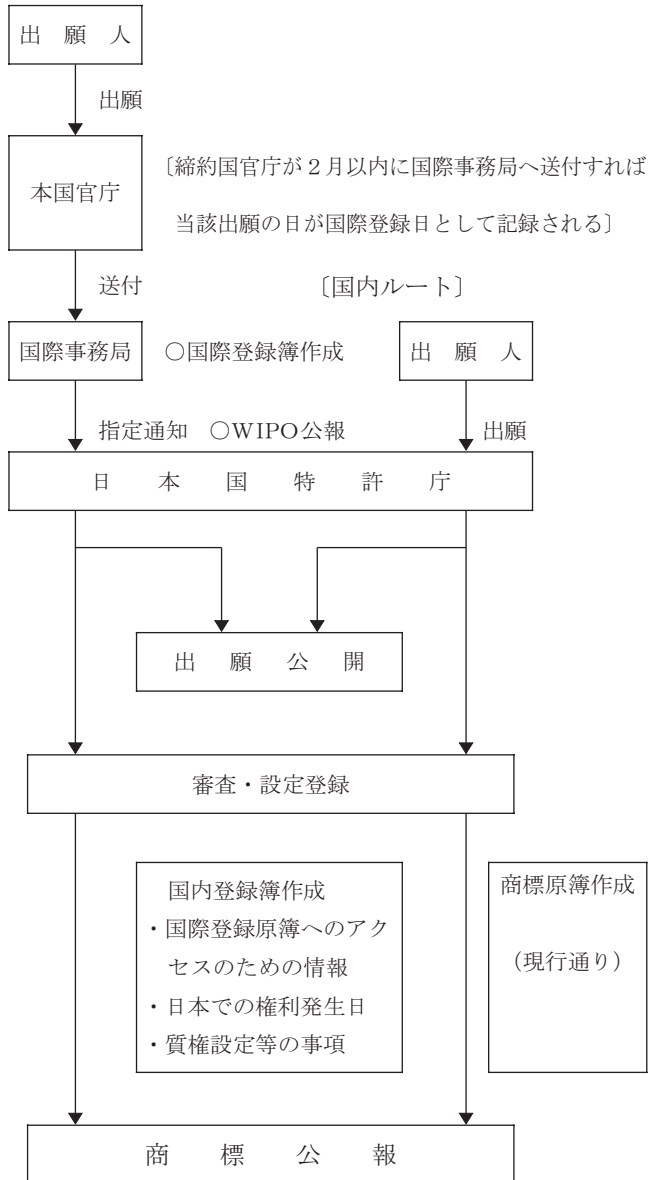 出願人
出願
本国官庁
〔締約国官庁が２月以内に国際事務局へ送付すれば
当該出願の日が国際登録日として記録される〕
送付
〔国内ルート〕
国際事務局
○国際登録簿作成
出願人
指定通知　○WIPO公報
出願
日本国特許庁
出願公開
審査・設定登録
国内登録簿作成
・国際登録原簿へのアク
セスのための情報
・日本での権利発生日
・質権設定等の事項
商標原簿作成
（現行通り）
商標公報